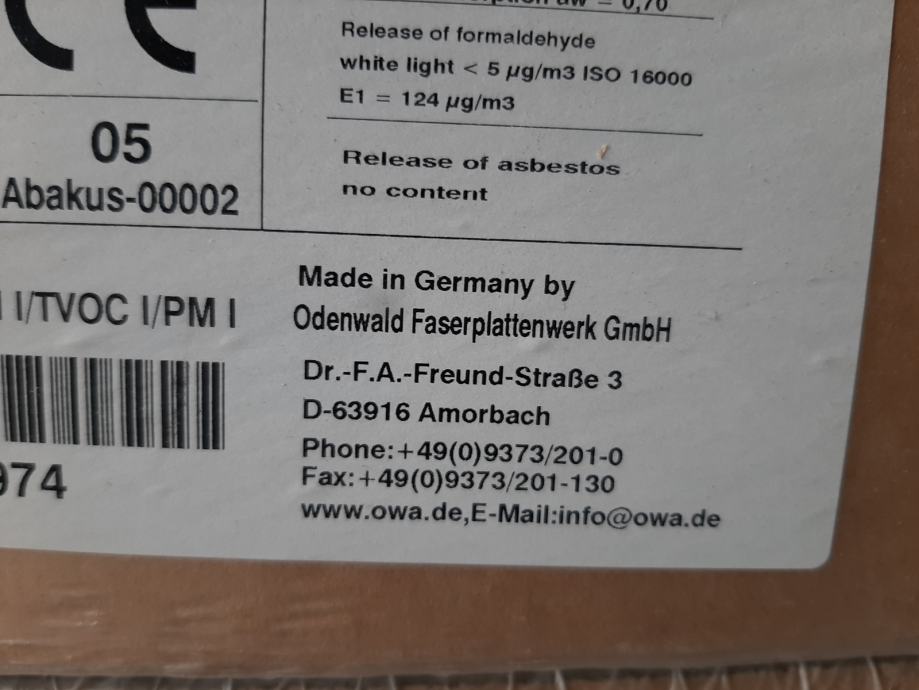 = 0,70
Release of formaldehyde
white light < 5 µg/m3 ISO 16000
E1 = 124 µg/m3
CE
05
Abakus-00002
Release of asbestos
no content
I/TVOC I/PM I
974
Made in Germany by
Odenwald Faserplattenwerk GmbH
Dr.-F.A.-Freund-Straße 3
D-63916 Amorbach
Phone:+49(0)9373/201-0
Fax:+49(0)9373/201-130
www.owa.de,E-Mail:info@owa.de